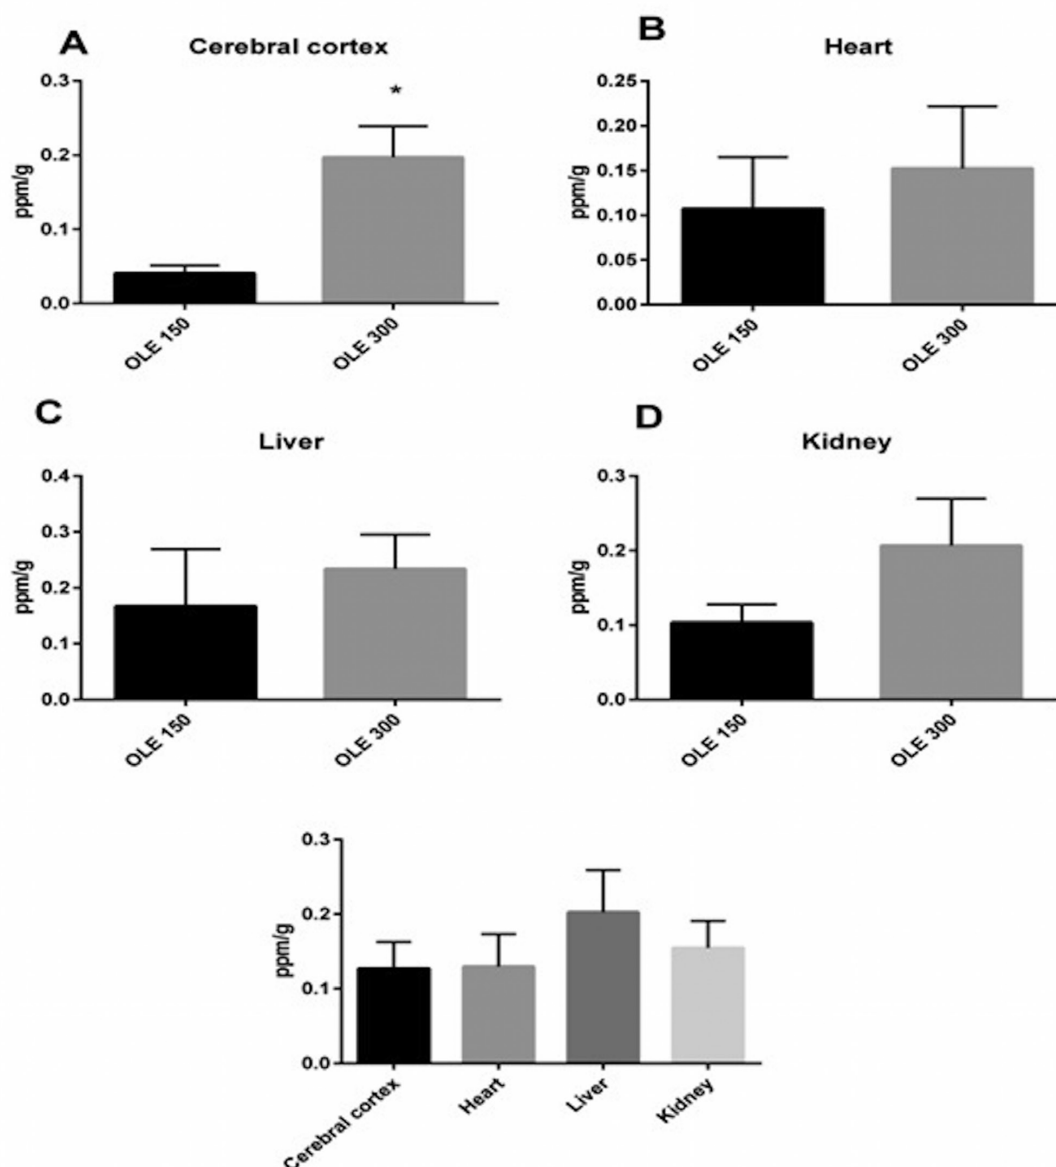 A
Cerebral cortex
0.3
*
0.2
0.1
0.0
ppm/g
OLE 150
OLE 300
B
Heart
0.25
0.20
0.15
0.10
0.05
0.00
ppm/g
OLE 150
OLE 300
C
Liver
0.4
0.3
0.2
0.1
0.0
ppm/g
OLE 150
OLE 300
D
Kidney
0.3
0.2
0.1
0.0
ppm/g
OLE 150
OLE 300
0.3
0.2
0.1
0.0
ppm/g
Cerebral cortex
Heart
Liver
Kidney